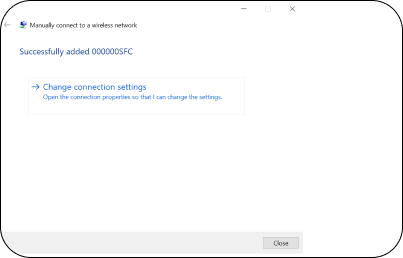 Manually connect to a wireless network
Successfully added 000000SFC
Change connection settings
Open the connection properties so that I can change the settings.
Close